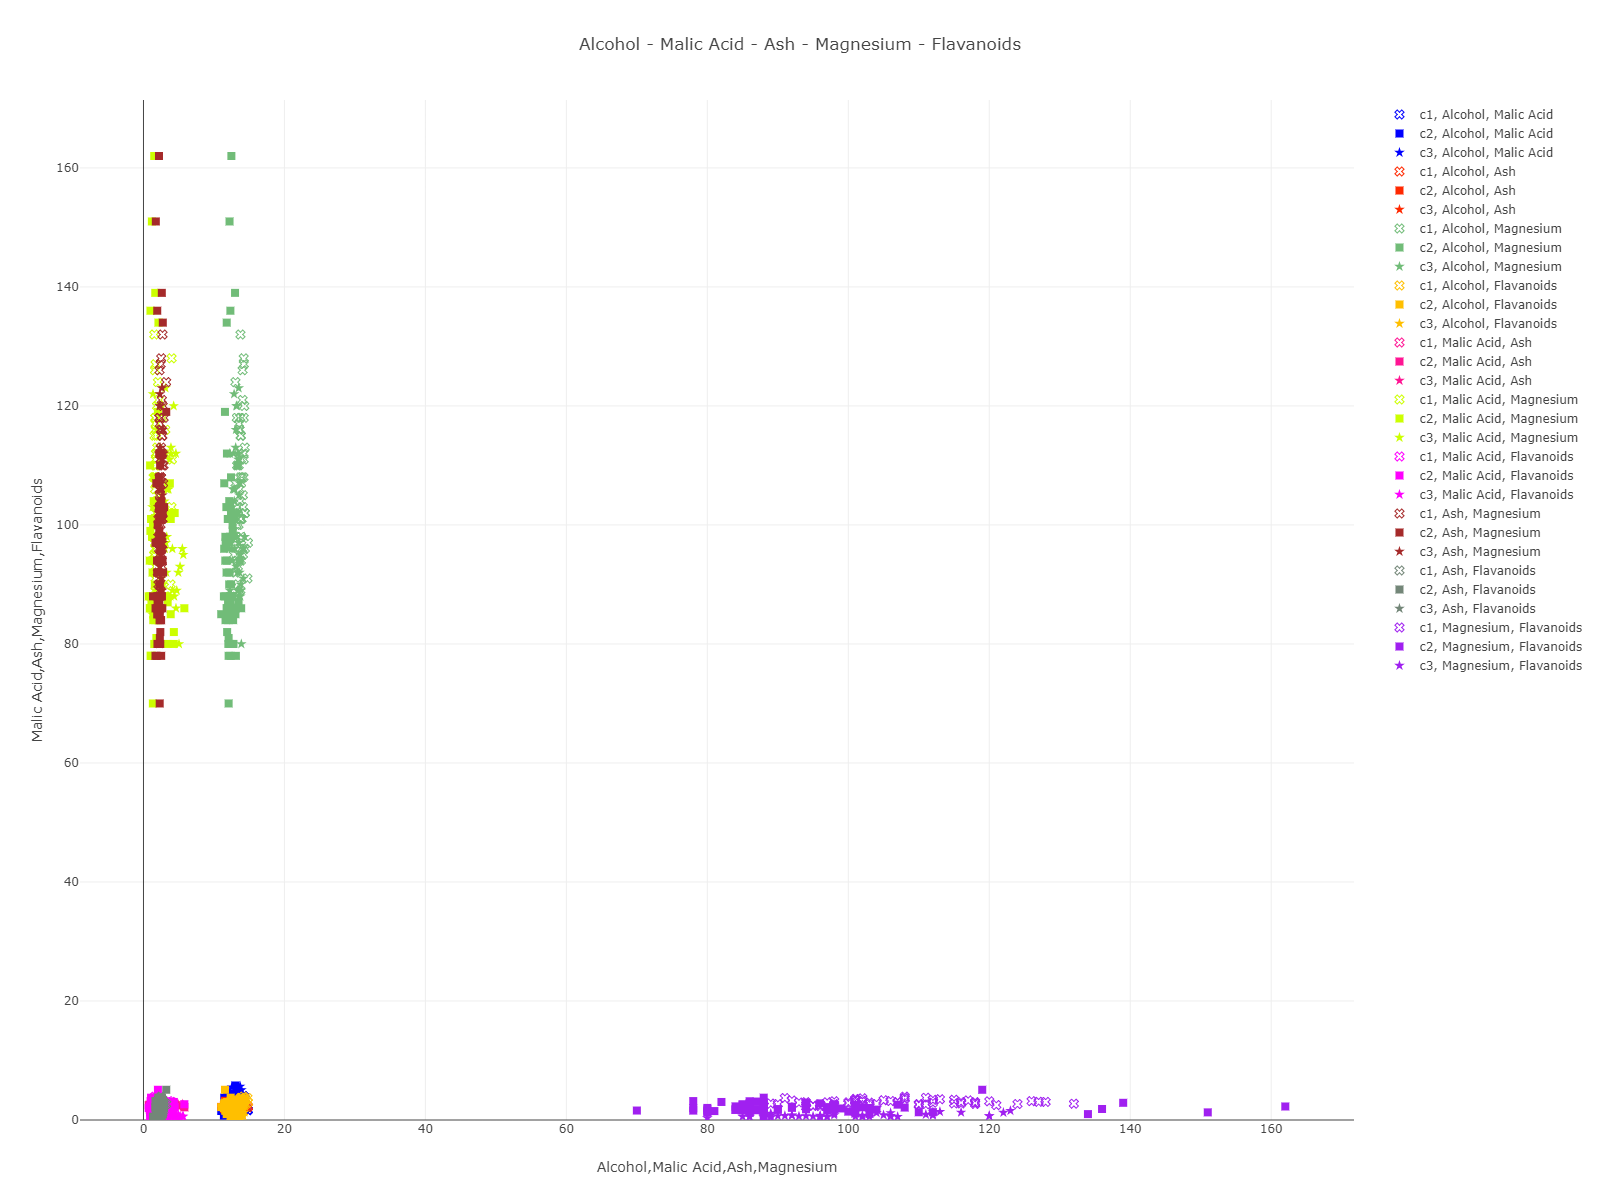 Alcohol - Malic Acid - Ash - Magnesium - Flavanoids
c1, Alcohol, Malic Acid
c2, Alcohol, Malic Acid
c3, Alcohol, Malic Acid
c1, Alcohol, Ash
c2, Alcohol, Ash
c3, Alcohol, Ash
c1, Alcohol, Magnesium
c2, Alcohol, Magnesium
c3, Alcohol, Magnesium
c1, Alcohol, Flavanoids
c2, Alcohol, Flavanoids
c3, Alcohol, Flavanoids
c1, Malic Acid, Ash
c2, Malic Acid, Ash
c3, Malic Acid, Ash
c1, Malic Acid, Magnesium
c2, Malic Acid, Magnesium
c3, Malic Acid, Magnesium
c1, Malic Acid, Flavanoids
c2, Malic Acid, Flavanoids
c3, Malic Acid, Flavanoids
c1, Ash, Magnesium
c2, Ash, Magnesium
c3, Ash, Magnesium
c1, Ash, Flavanoids
c2, Ash, Flavanoids
c3, Ash, Flavanoids
c1, Magnesium, Flavanoids
c2, Magnesium, Flavanoids
c3, Magnesium, Flavanoids
Malic Acid,Ash,Magnesium,Flavanoids
160
140
120
100
80
60
40
20
0
0 20 40 60 80 100 120 140 160
Alcohol,Malic Acid,Ash,Magnesium